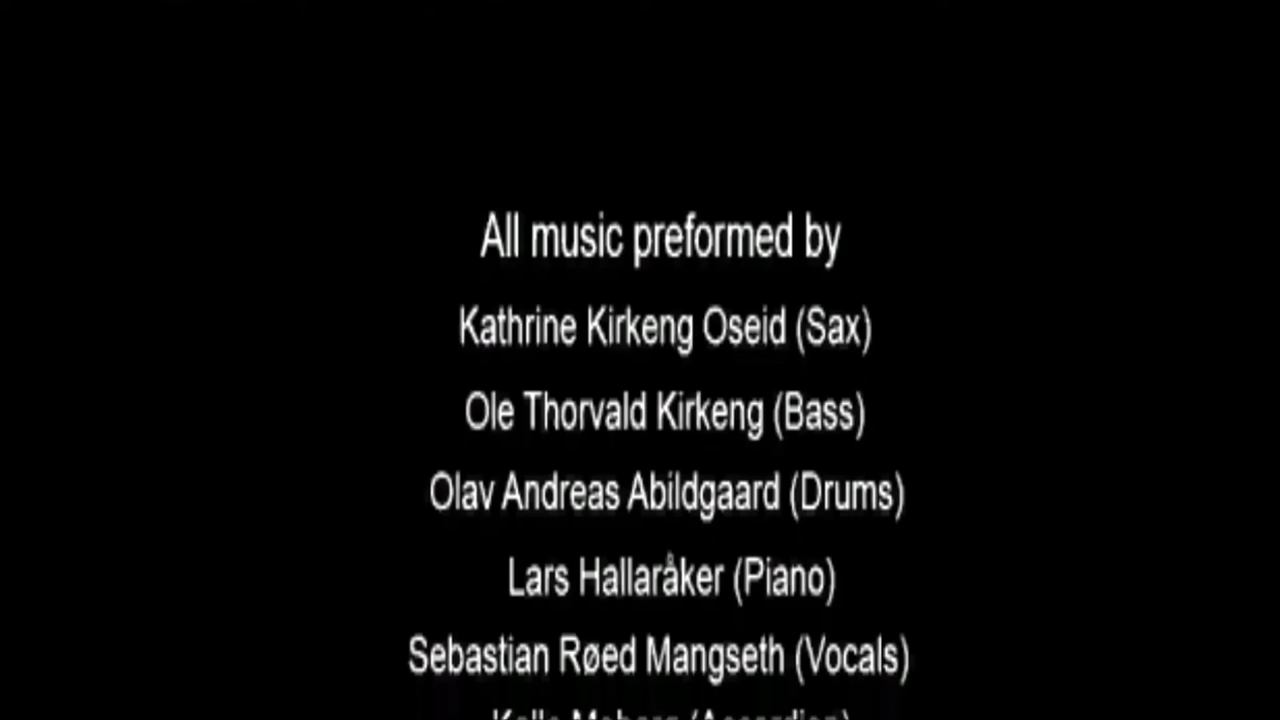 All music preformed by
Kathrine Kirkeng Oseid (Sax)
Ole Thorvald Kirkeng (Bass)
Olav Andreas Abildgaard (Drums)
Lars Hallaråker (Piano)
Sebastian Røed Mangseth (Vocals)